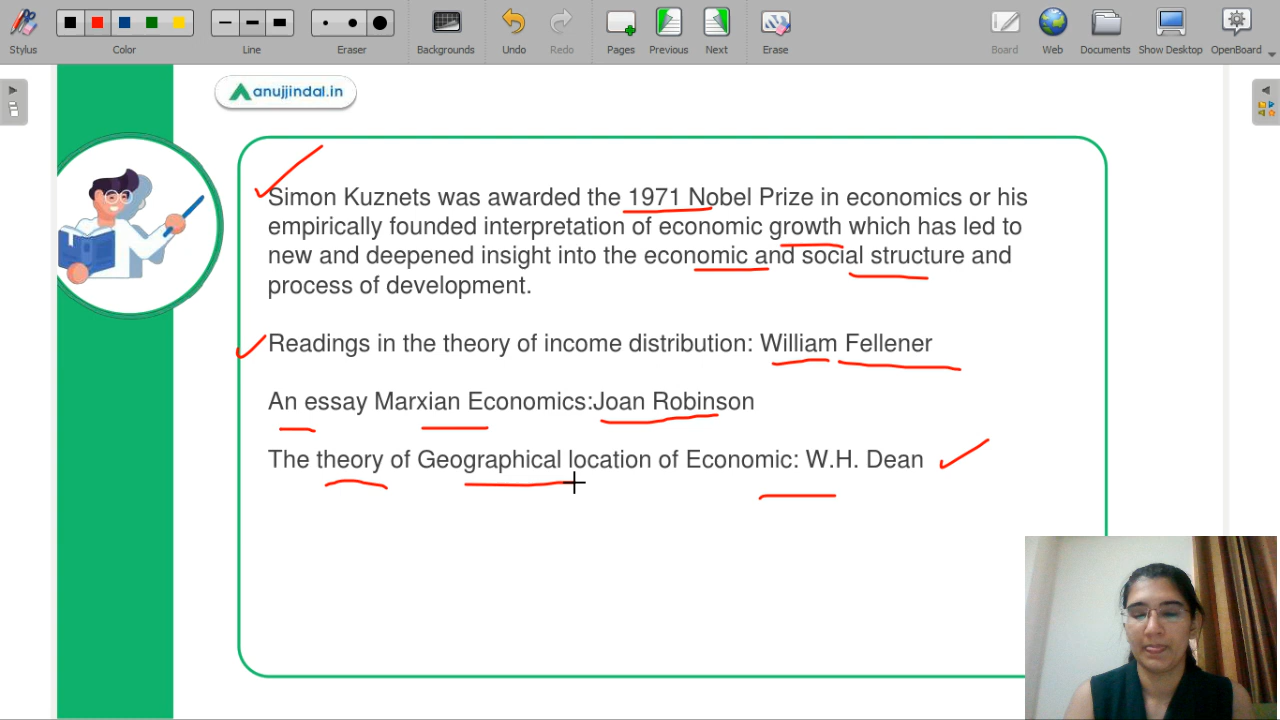 Stylus Color Line Eraser Backgrounds Undo Redo Pages Previous Next Erase Board Web Documents Show Desktop OpenBoard
anujjindal.in
Simon Kuznets was awarded the 1971 Nobel Prize in economics or his
empirically founded interpretation of economic growth which has led to
new and deepened insight into the economic and social structure and
process of development.
Readings in the theory of income distribution: William Fellener
An essay Marxian Economics:Joan Robinson
The theory of Geographical location of Economic: W.H. Dean